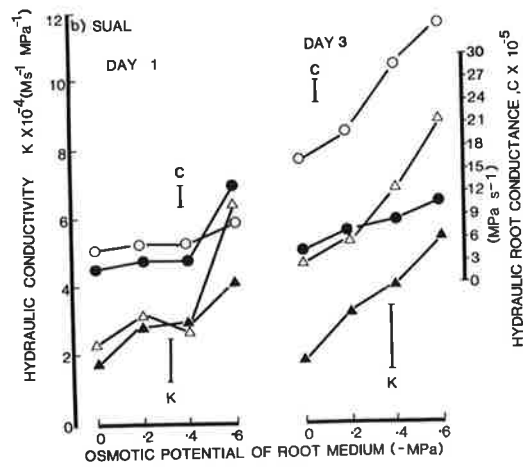 b) SUAL
DAY 1
DAY 3
HYDRAULIC CONDUCTIVITY K X10⁻⁴(Ms⁻¹ MPa⁻¹)
12
10
8
6
4
2
0
C
K
C
K
30
27
24
21
18
15
12
9
6
3
0
HYDRAULIC ROOT CONDUCTANCE, C X 10⁻⁵
(MPa s⁻¹)
0 ·2 ·4 ·6 0 ·2 ·4 ·6
OSMOTIC POTENTIAL OF ROOT MEDIUM (-MPa)